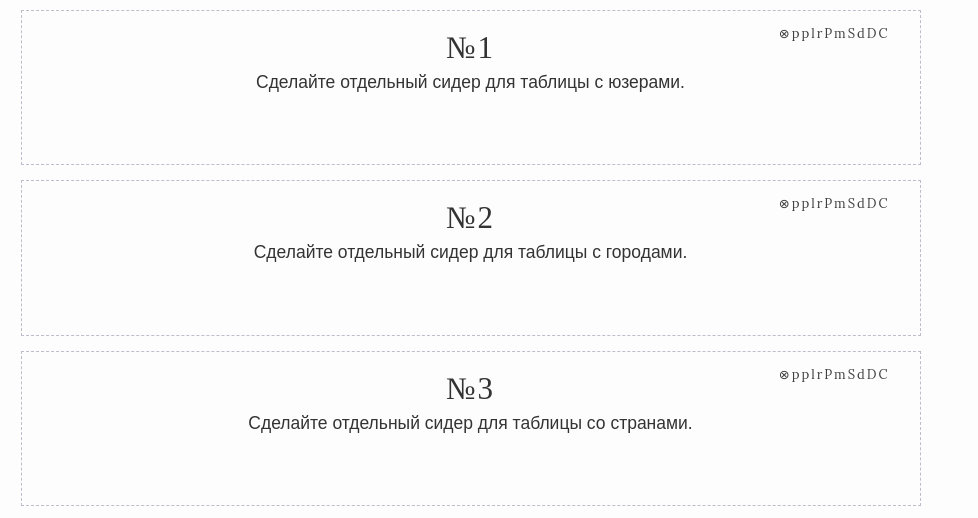 ⊗pplrPmSdDC
№1
Сделайте отдельный сидер для таблицы с юзерами.
⊗pplrPmSdDC
№2
Сделайте отдельный сидер для таблицы с городами.
⊗pplrPmSdDC
№3
Сделайте отдельный сидер для таблицы со странами.